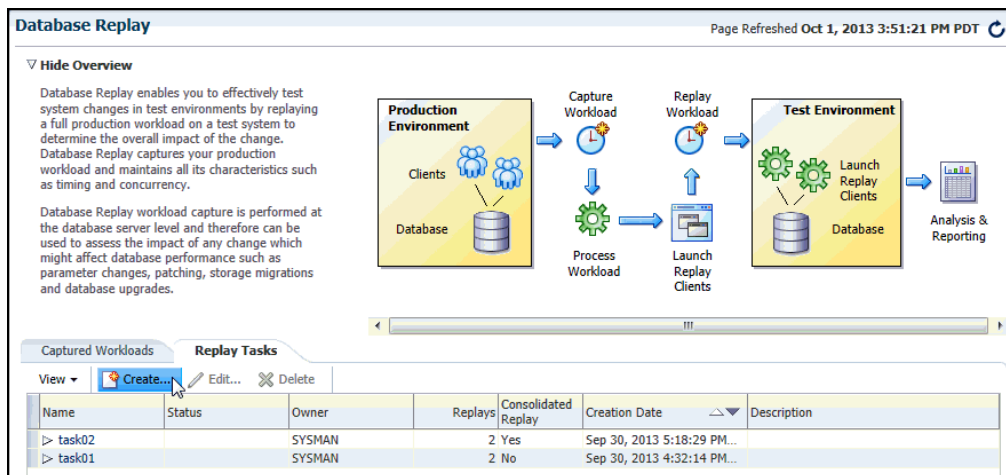 Database Replay
Page Refreshed Oct 1, 2013 3:51:21 PM PDT
Hide Overview
Database Replay enables you to effectively test
system changes in test environments by replaying
a full production workload on a test system to
determine the overall impact of the change.
Database Replay captures your production
workload and maintains all its characteristics such
as timing and concurrency.
Database Replay workload capture is performed at
the database server level and therefore can be
used to assess the impact of any change which
might affect database performance such as
parameter changes, patching, storage migrations
and database upgrades.
Production
Environment
Clients
Database
Capture
Workload
Process
Workload
Replay
Workload
Launch
Replay
Clients
Test Environment
Launch
Replay
Clients
Database
Analysis &
Reporting
Captured Workloads
Replay Tasks
View
Create...
Edit...
Delete
Name
Status
Owner
Replays
Consolidated
Replay
Creation Date
Description
task02
SYSMAN
2
Yes
Sep 30, 2013 5:18:29 PM...
task01
SYSMAN
2
No
Sep 30, 2013 4:32:14 PM...